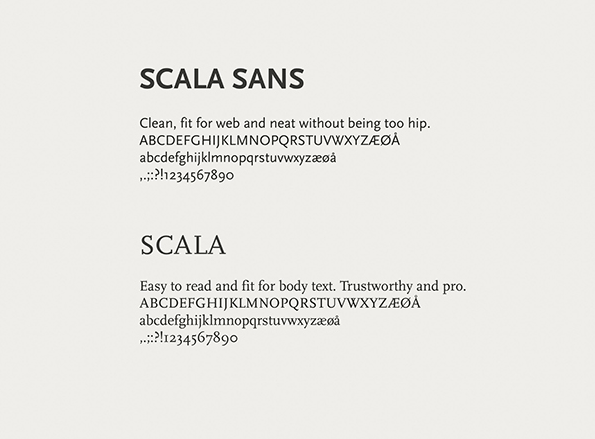 SCALA SANS
Clean, fit for web and neat without being too hip.
ABCDEFGHIJKLMNOPQRSTUVWXYZÆØÅ
abcdefghijklmnopqrstuvwxyzæøå
,.;:?!1234567890
SCALA
Easy to read and fit for body text. Trustworthy and pro.
ABCDEFGHIJKLMNOPQRSTUVWXYZÆØÅ
abcdefghijklmnopqrstuvwxyzæøå
,.;:?!1234567890